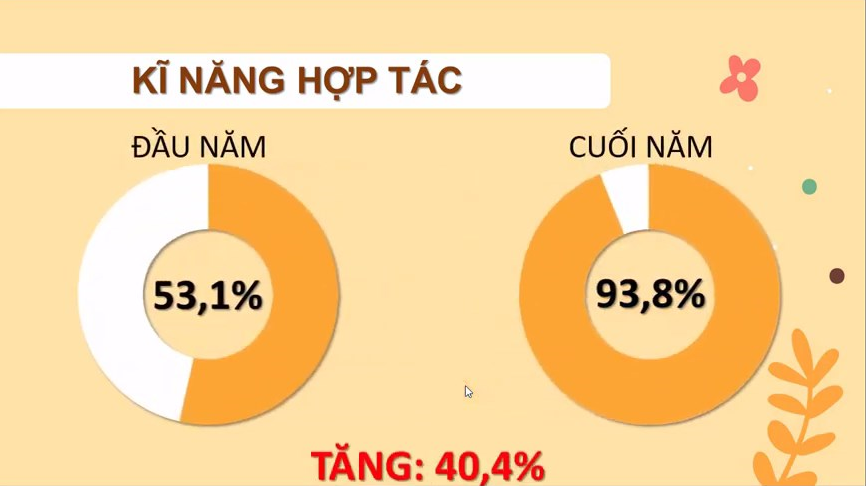 KĨ NĂNG HỢP TÁC
ĐẦU NĂM
CUỐI NĂM
53,1%
93,8%
TĂNG: 40,4%